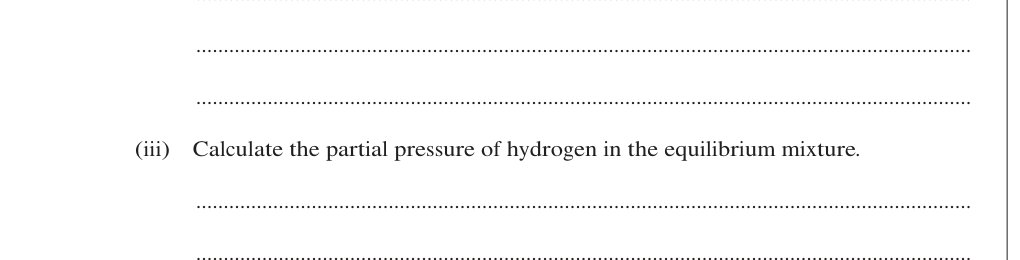 (iii) Calculate the partial pressure of hydrogen in the equilibrium mixture.